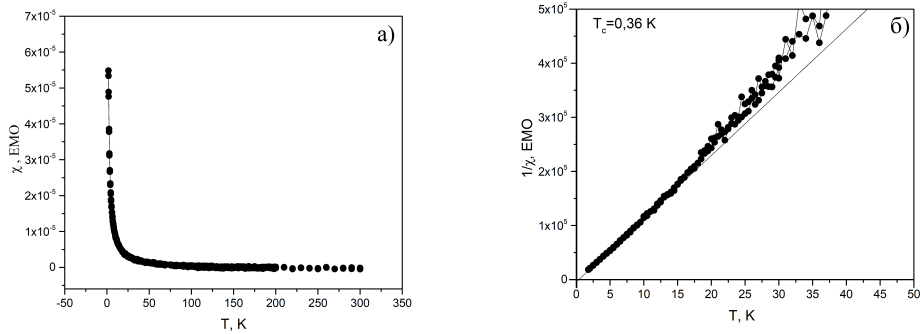 а)
7x10⁻⁵
6x10⁻⁵
5x10⁻⁵
4x10⁻⁵
3x10⁻⁵
2x10⁻⁵
1x10⁻⁵
0
χ, ЕМО
-50
0
50
100
150
200
250
300
350
T, K
б)
T_c=0,36 K
5x10⁵
4x10⁵
3x10⁵
2x10⁵
1x10⁵
0
1/χ, EMO
0
5
10
15
20
25
30
35
40
45
50
T, K